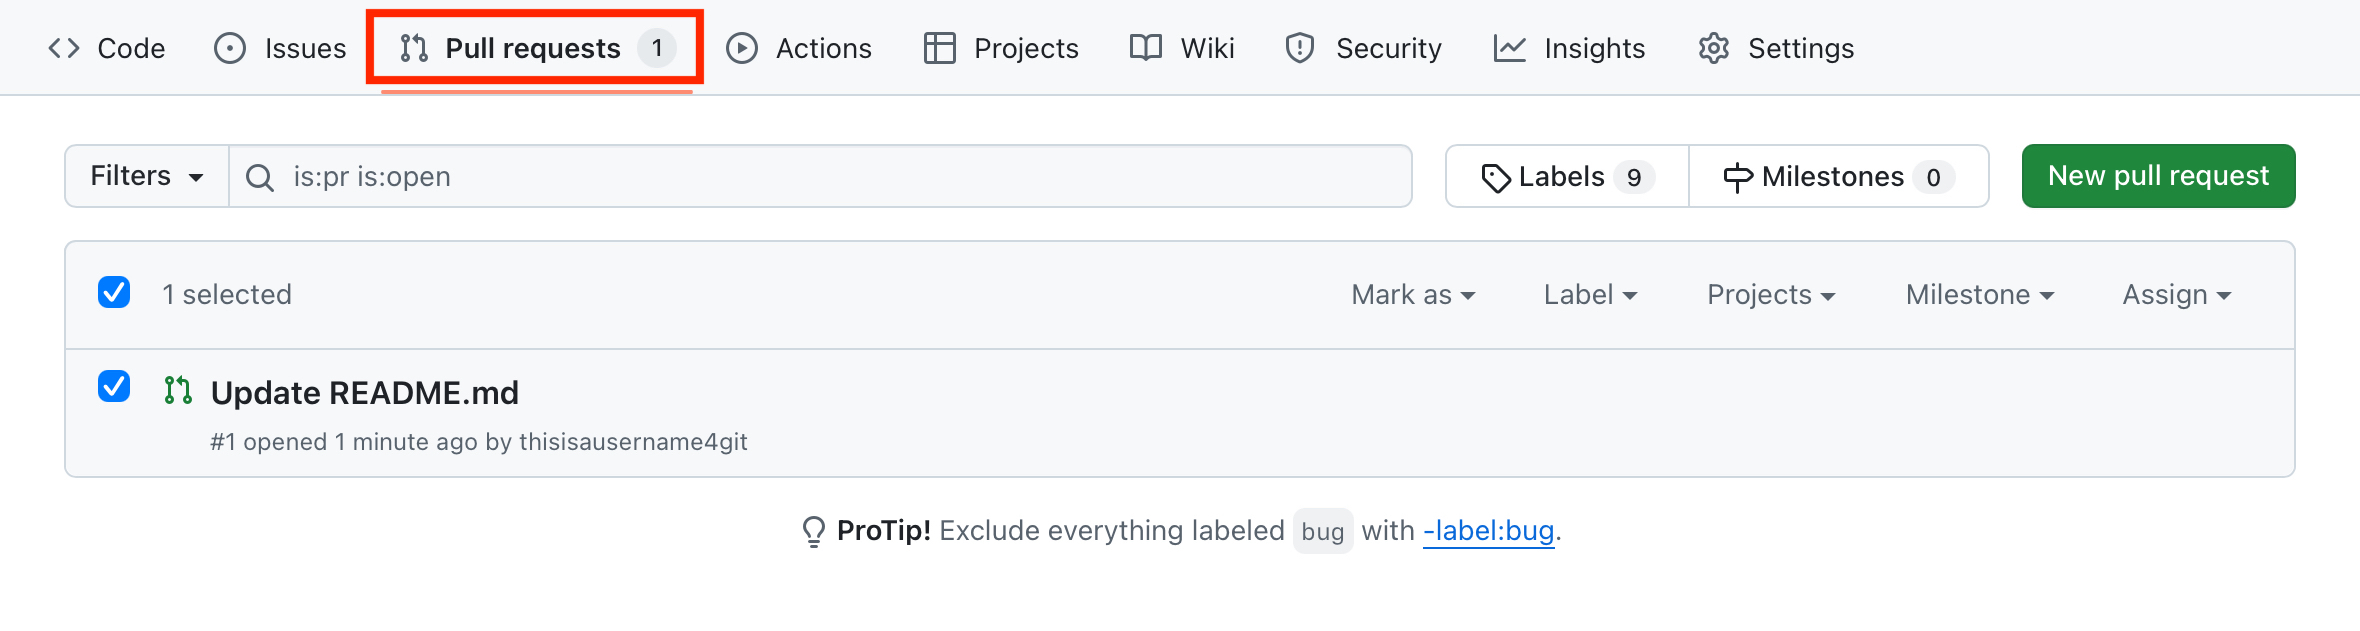 Code Issues Pull requests 1 Actions Projects Wiki Security Insights Settings
Filters is:pr is:open Labels 9 Milestones 0 New pull request
1 selected Mark as Label Projects Milestone Assign
Update README.md
#1 opened 1 minute ago by thisisausername4git
ProTip! Exclude everything labeled bug with -label:bug.